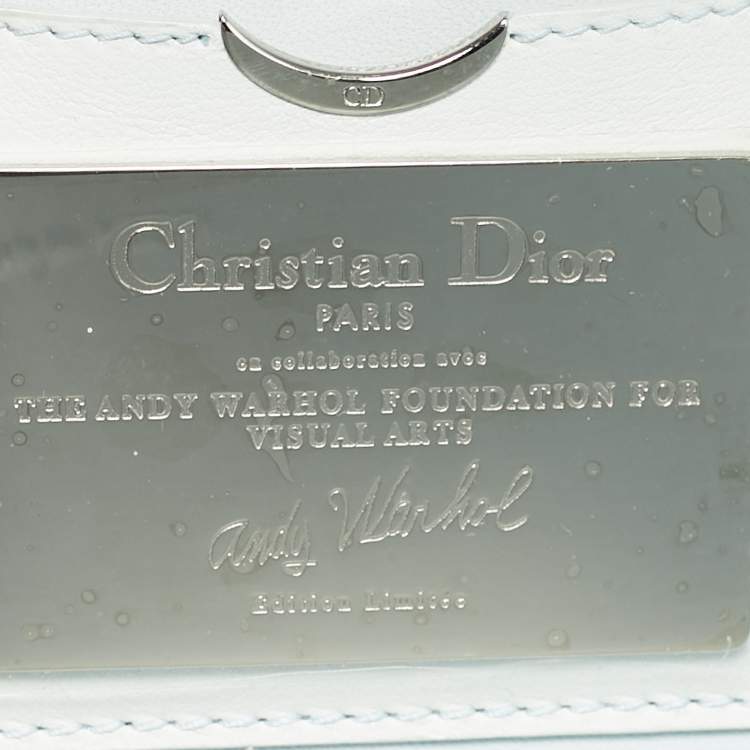 CD
Christian Dior
PARIS
en collaboration avec
THE ANDY WARHOL FOUNDATION FOR
VISUAL ARTS
Andy Warhol
Edition Limitée